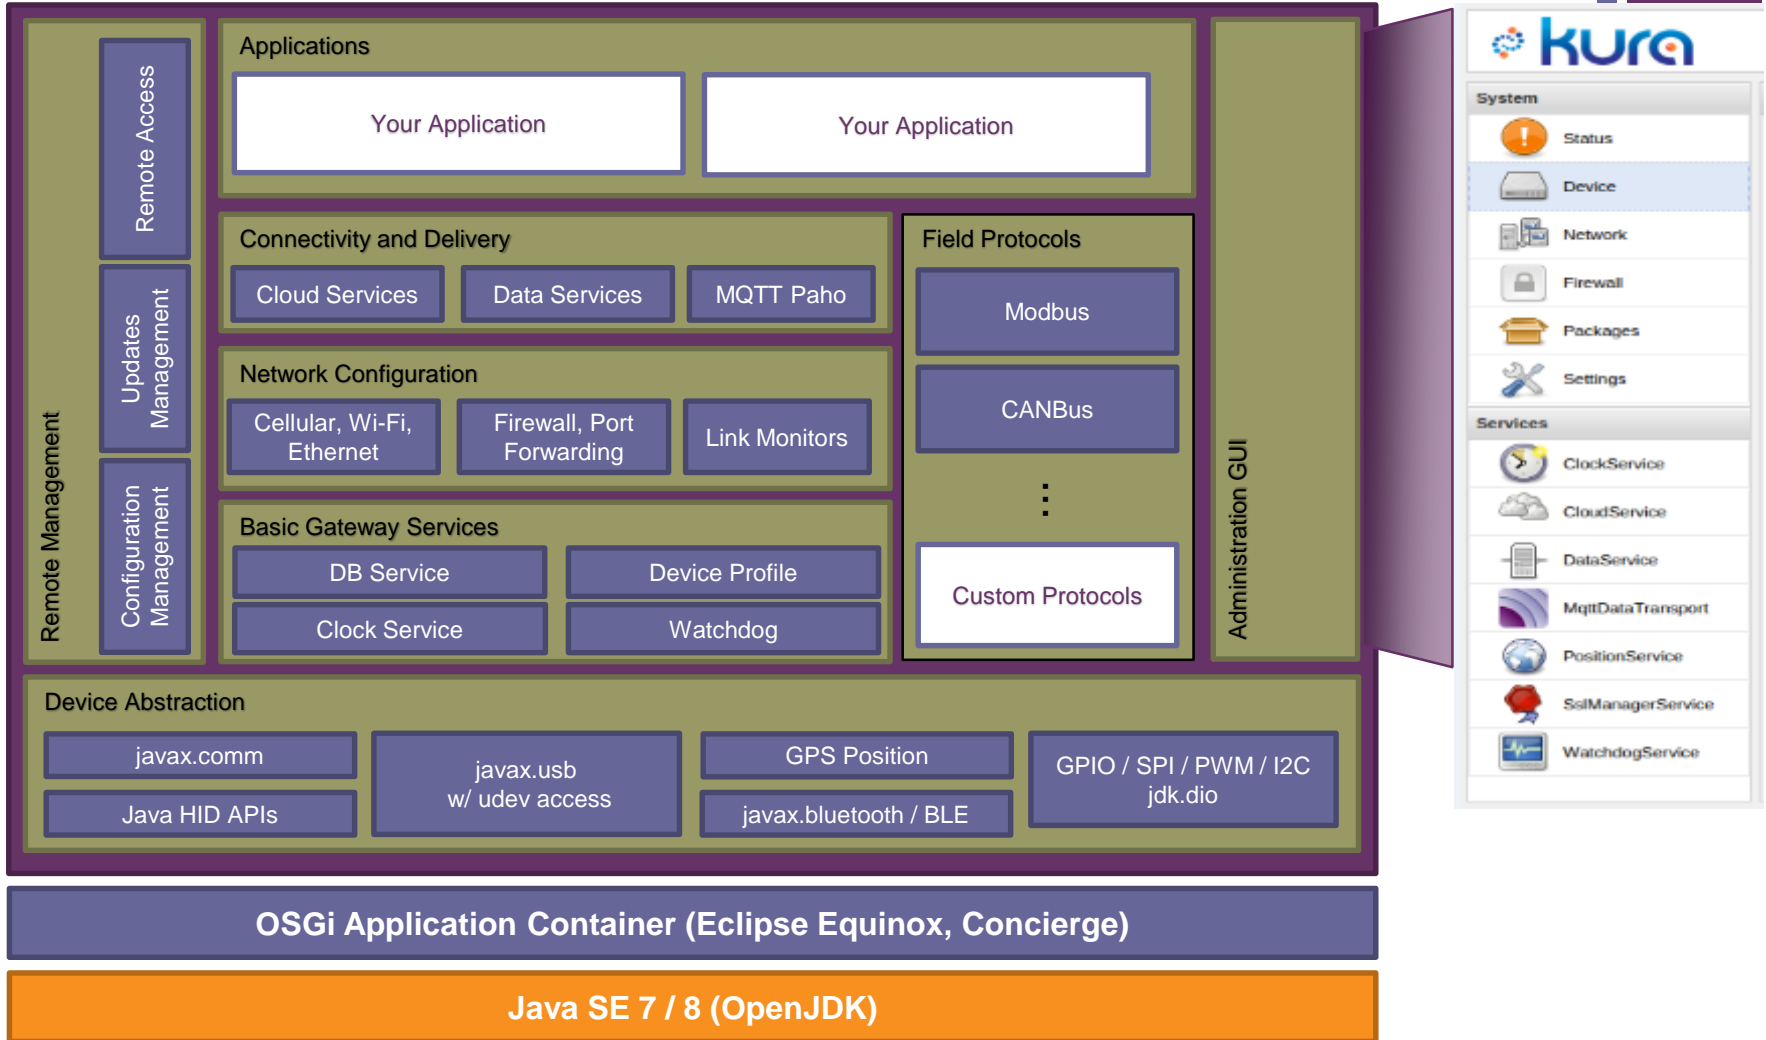 Remote Management
Remote Access
Updates
Management
Configuration
Management
Applications
Your Application
Your Application
Connectivity and Delivery
Cloud Services
Data Services
MQTT Paho
Network Configuration
Cellular, Wi-Fi,
Ethernet
Firewall, Port
Forwarding
Link Monitors
Basic Gateway Services
DB Service
Device Profile
Clock Service
Watchdog
Field Protocols
Modbus
CANBus
...
Custom Protocols
Administration GUI
Device Abstraction
javax.comm
Java HID APIs
javax.usb
w/ udev access
GPS Position
javax.bluetooth / BLE
GPIO / SPI / PWM / I2C
jdk.dio
OSGi Application Container (Eclipse Equinox, Concierge)
Java SE 7 / 8 (OpenJDK)
kura
System
Status
Device
Network
Firewall
Packages
Settings
Services
ClockService
CloudService
DataService
MqttDataTransport
PositionService
SslManagerService
WatchdogService